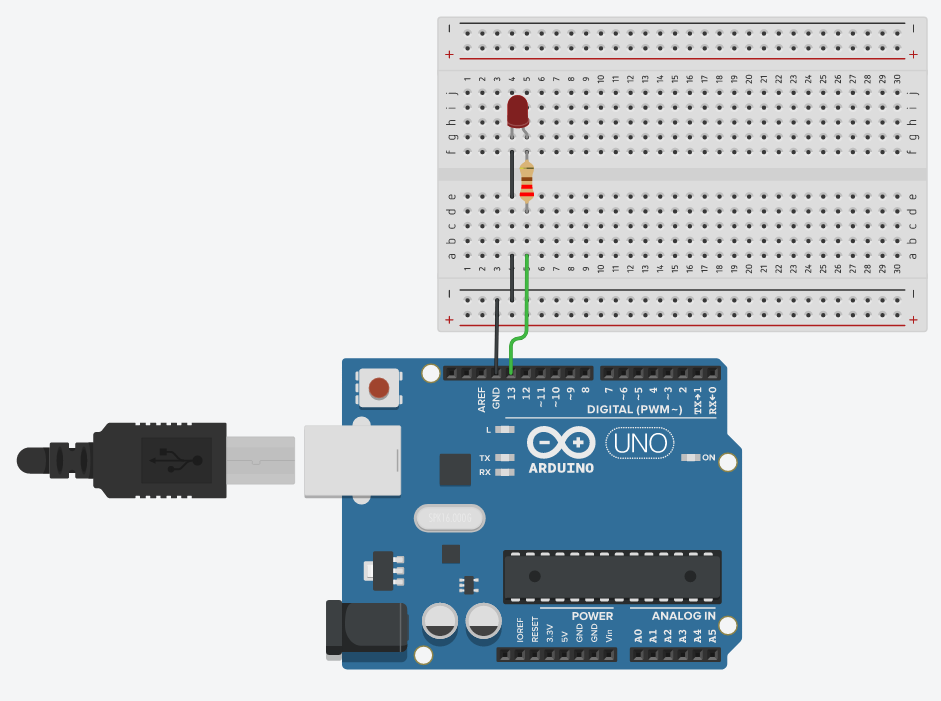 − −
+ +
1 2 3 4 5 6 7 8 9 10 11 12 13 14 15 16 17 18 19 20 21 22 23 24 25 26 27 28 29 30
j j
i i
h h
g g
f f
e e
d d
c c
b b
a a
1 2 3 4 5 6 7 8 9 10 11 12 13 14 15 16 17 18 19 20 21 22 23 24 25 26 27 28 29 30
− −
+ +
AREF GND 13 12 ~11 ~10 ~9 8 7 ~6 ~5 4 ~3 2 TX→1 RX←0
DIGITAL (PWM~)
L
UNO
TX
RX
ARDUINO
ON
POWER ANALOG IN
IOREF RESET 3.3V 5V GND GND Vin A0 A1 A2 A3 A4 A5